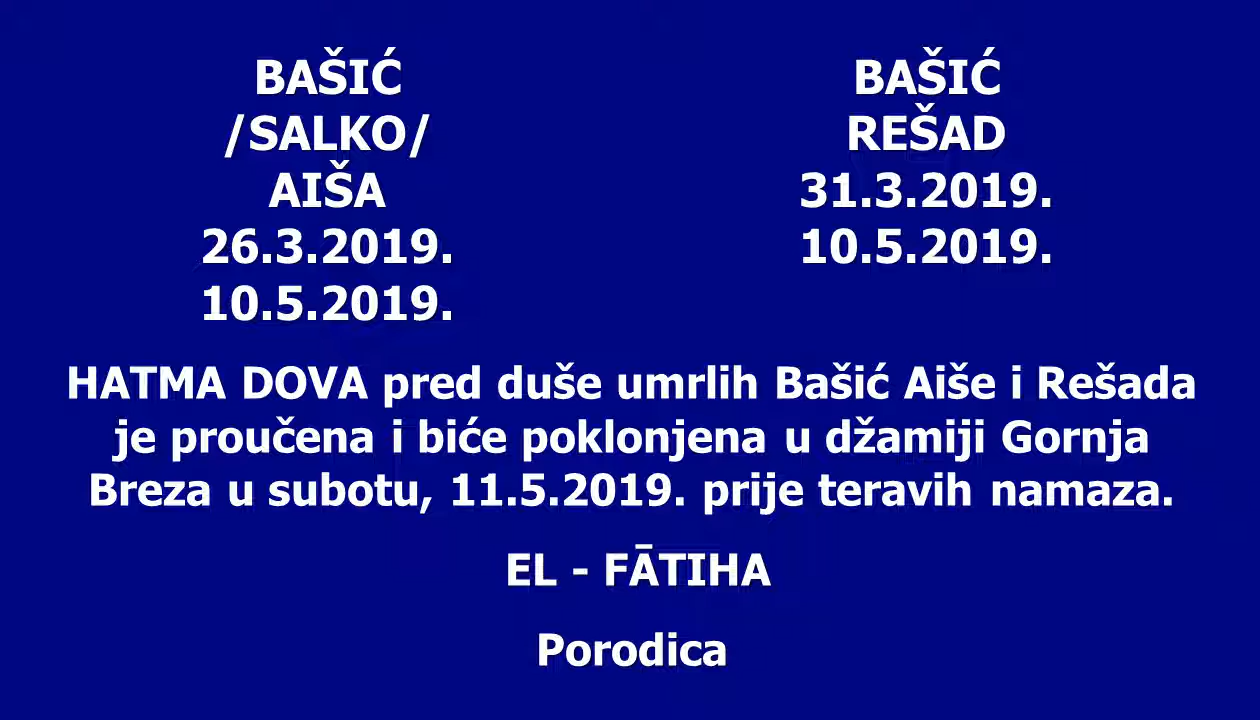 BAŠIĆ
/SALKO/
AIŠA
26.3.2019.
10.5.2019.
BAŠIĆ
REŠAD
31.3.2019.
10.5.2019.
HATMA DOVA pred duše umrlih Bašić Aiše i Rešada
je proučena i biće poklonjena u džamiji Gornja
Breza u subotu, 11.5.2019. prije teravih namaza.
EL - FĀTIHA
Porodica